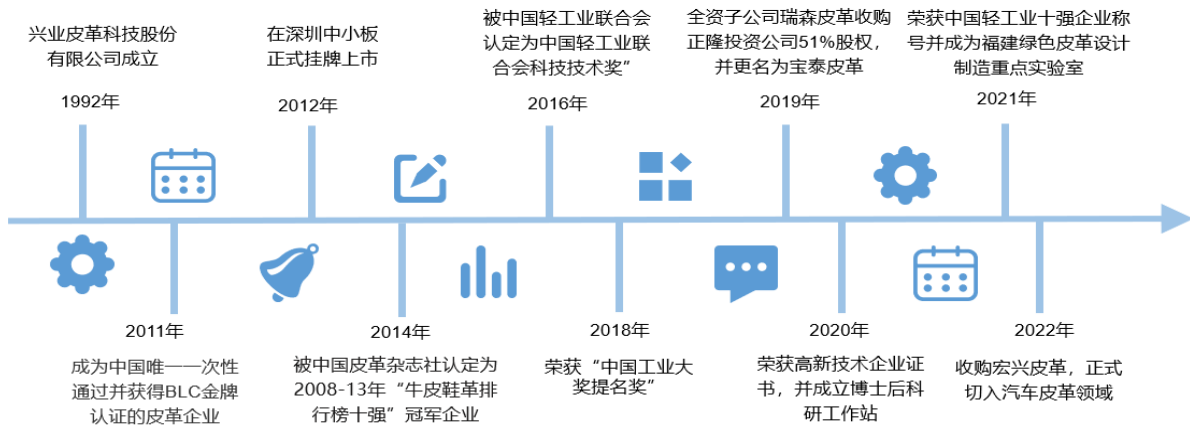 兴业皮革科技股份
有限公司成立
1992年
在深圳中小板
正式挂牌上市
2012年
被中国轻工业联合会
认定为中国轻工业联
合会科技技术奖”
2016年
全资子公司瑞森皮革收购
正隆投资公司51%股权，
并更名为宝泰皮革
2019年
荣获中国轻工业十强企业称
号并成为福建绿色皮革设计
制造重点实验室
2021年
2011年
成为中国唯一一次性
通过并获得BLC金牌
认证的皮革企业
2014年
被中国皮革杂志社认定为
2008-13年“牛皮鞋革排
行榜十强”冠军企业
2018年
荣获“中国工业大
奖提名奖”
2020年
荣获高新技术企业证
书，并成立博士后科
研工作站
2022年
收购宏兴皮革，正式
切入汽车皮革领域